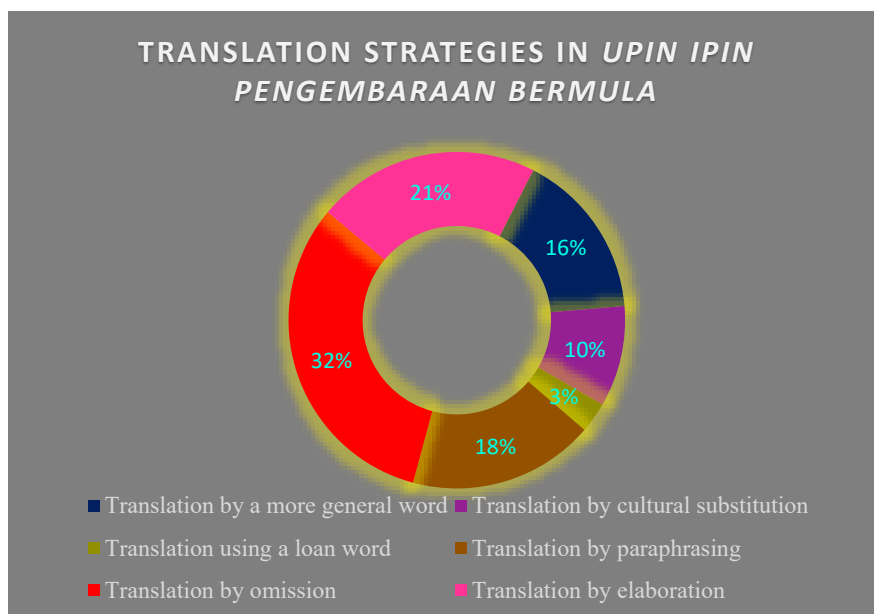 TRANSLATION STRATEGIES IN UPIN IPIN
PENGEMBARAAN BERMULA
21%
16%
10%
3%
18%
32%
Translation by a more general word
Translation by cultural substitution
Translation using a loan word
Translation by paraphrasing
Translation by omission
Translation by elaboration